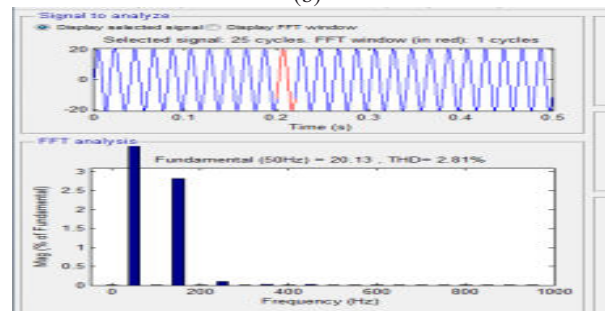 Signal to analyze
Display selected signal Display FFT window
Selected signal: 25 cycles. FFT window (in red): 1 cycles
20
0
-20
0 0.1 0.2 0.3 0.4 0.5
Time (s)
FFT analysis
Fundamental (50Hz) = 20.13 , THD= 2.81%
Mag (% of Fundamental)
3
2.5
2
1.5
1
0.5
0
0 200 400 600 800 1000
Frequency (Hz)